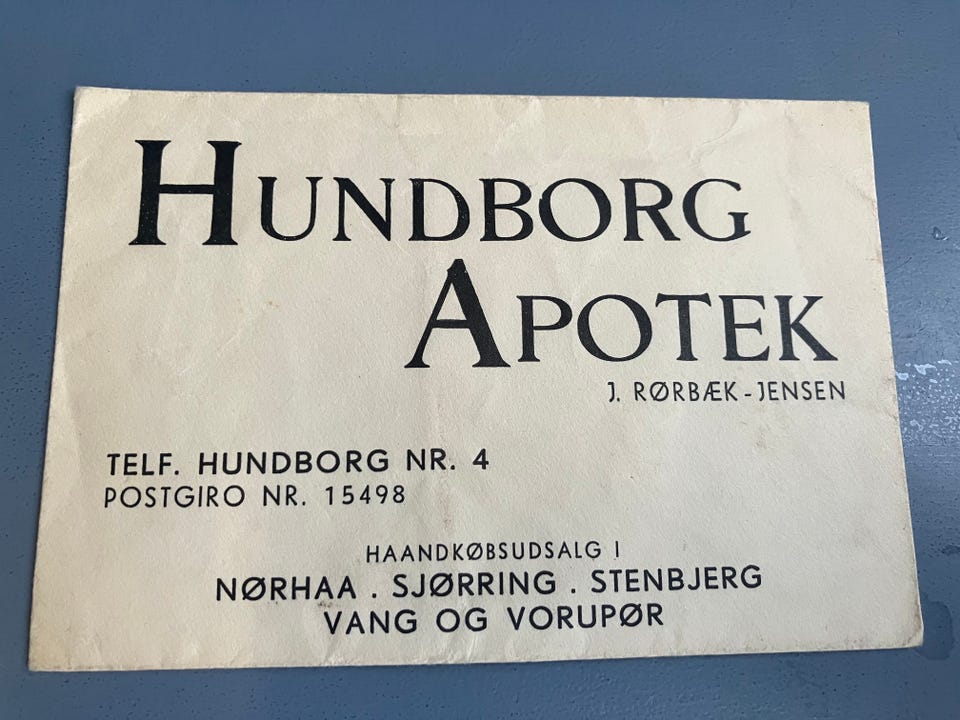 HUNDBORG
APOTEK
J. RØRBÆK-JENSEN
TELF. HUNDBORG NR. 4
POSTGIRO NR. 15498
HAANDKØBSUDSALG I
NØRHAA . SJØRRING . STENBJERG
VANG OG VORUPØR